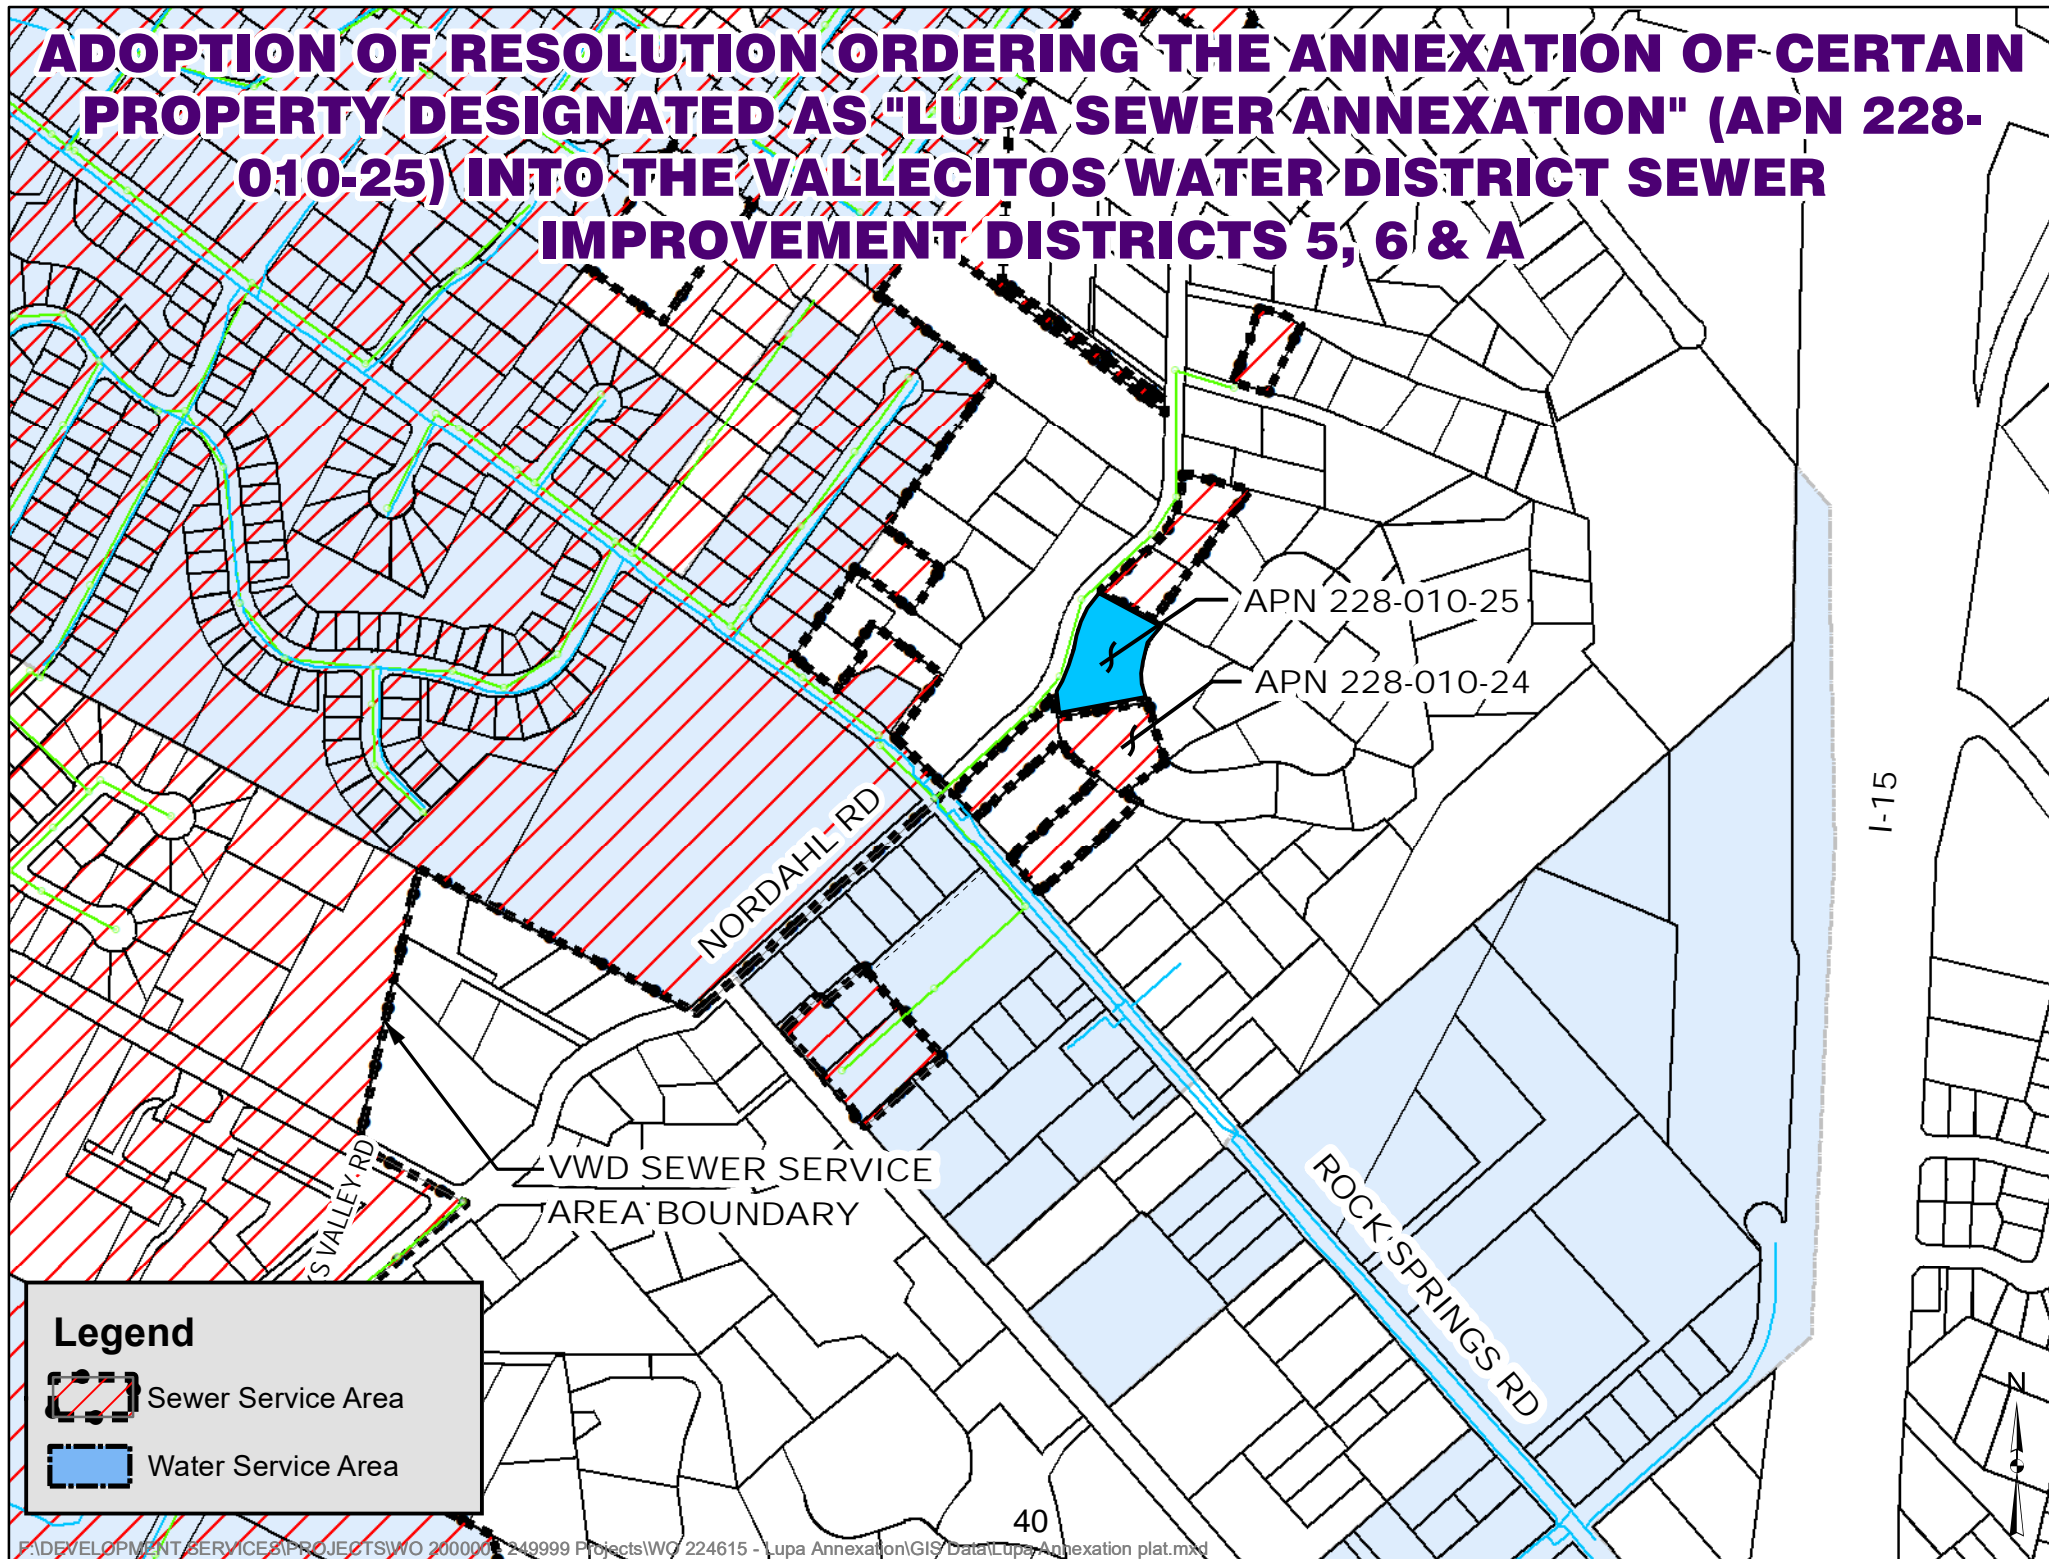 ADOPTION OF RESOLUTION ORDERING THE ANNEXATION OF CERTAIN
PROPERTY DESIGNATED AS "LUPA SEWER ANNEXATION" (APN 228-
010-25) INTO THE VALLECITOS WATER DISTRICT SEWER
IMPROVEMENT DISTRICTS 5, 6 & A
APN 228-010-25
APN 228-010-24
I-15
NORDAHL RD
VWD SEWER SERVICE
AREA BOUNDARY
VALLEY RD
ROCK SPRINGS RD
Legend
Sewer Service Area
Water Service Area
N
40
F:\DEVELOPMENT SERVICES\PROJECTS\WO 200000 - 249999 Projects\WO 224615 - Lupa Annexation\GIS Data\Lupa Annexation plat.mxd